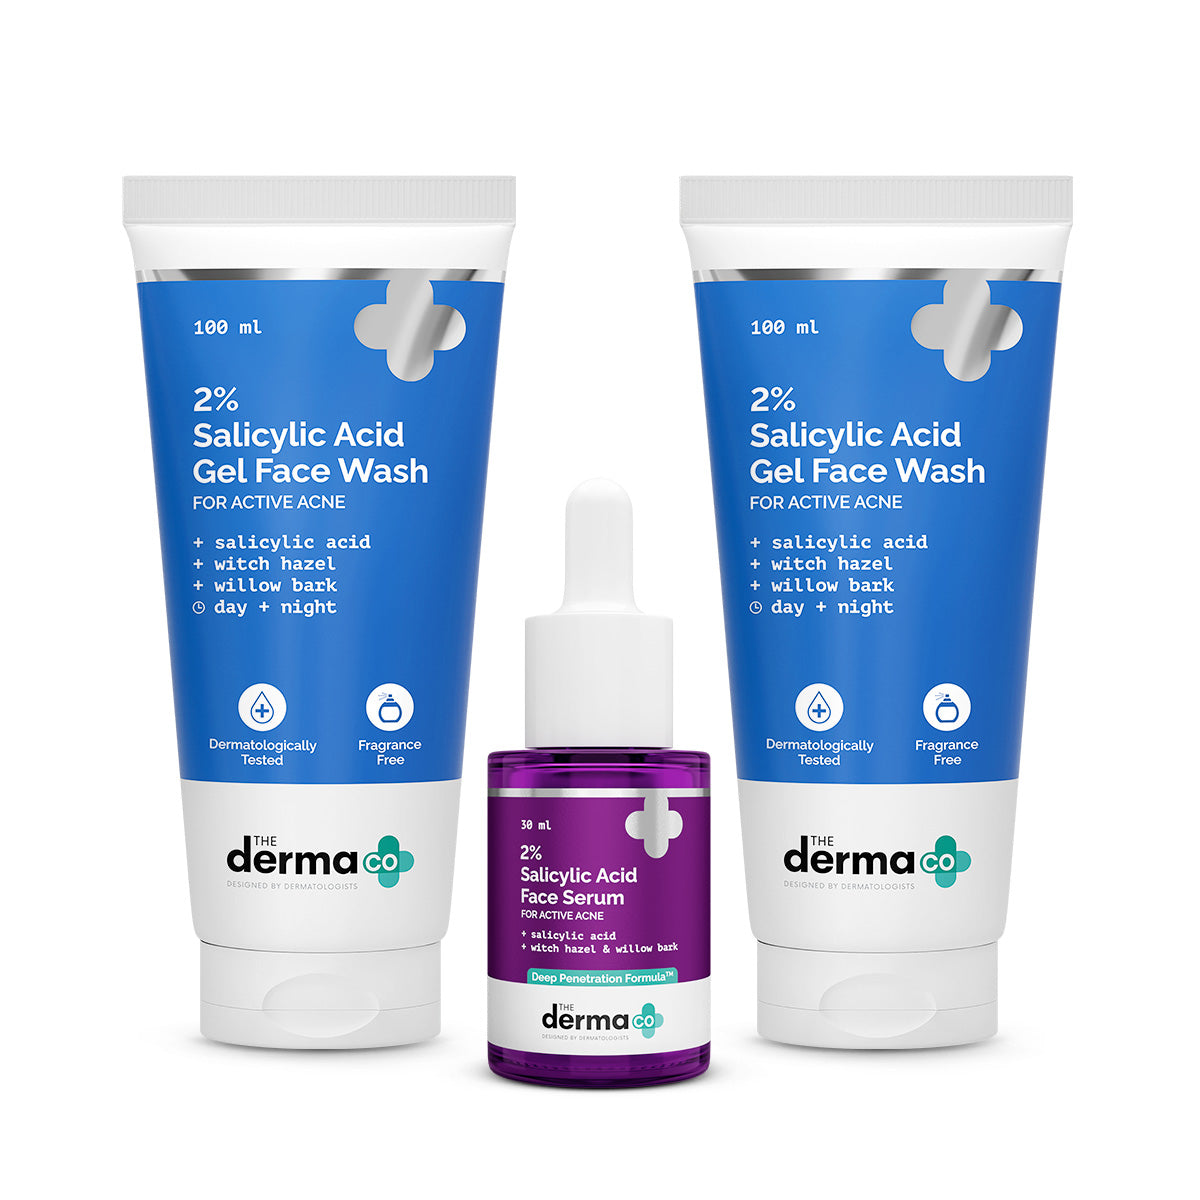 100 ml
2%
Salicylic Acid
Gel Face Wash
FOR ACTIVE ACNE
+ salicylic acid
+ witch hazel
+ willow bark
day + night
Dermatologically
Tested
Fragrance
Free
THE
derma co
DESIGNED BY DERMATOLOGISTS
30 ml
2%
Salicylic Acid
Face Serum
FOR ACTIVE ACNE
+ salicylic acid
+ witch hazel & willow bark
Deep Penetration Formula™
THE
derma co
DESIGNED BY DERMATOLOGISTS
100 ml
2%
Salicylic Acid
Gel Face Wash
FOR ACTIVE ACNE
+ salicylic acid
+ witch hazel
+ willow bark
day + night
Dermatologically
Tested
Fragrance
Free
THE
derma co
DESIGNED BY DERMATOLOGISTS